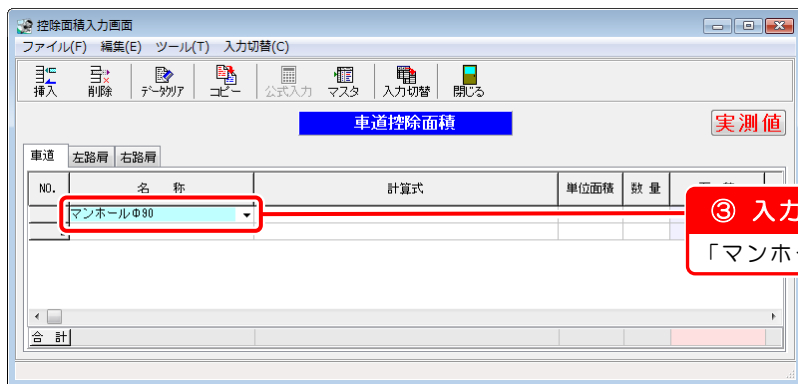 控除面積入力画面
ファイル(F) 編集(E) ツール(T) 入力切替(C)
挿入 削除 データクリア コピー 公式入力 マスタ 入力切替 閉じる
車道控除面積
実測値
車道 左路肩 右路肩
NO. 名 称 計算式 単位面積 数 量
マンホールΦ90
③ 入力
「マンホ
合 計